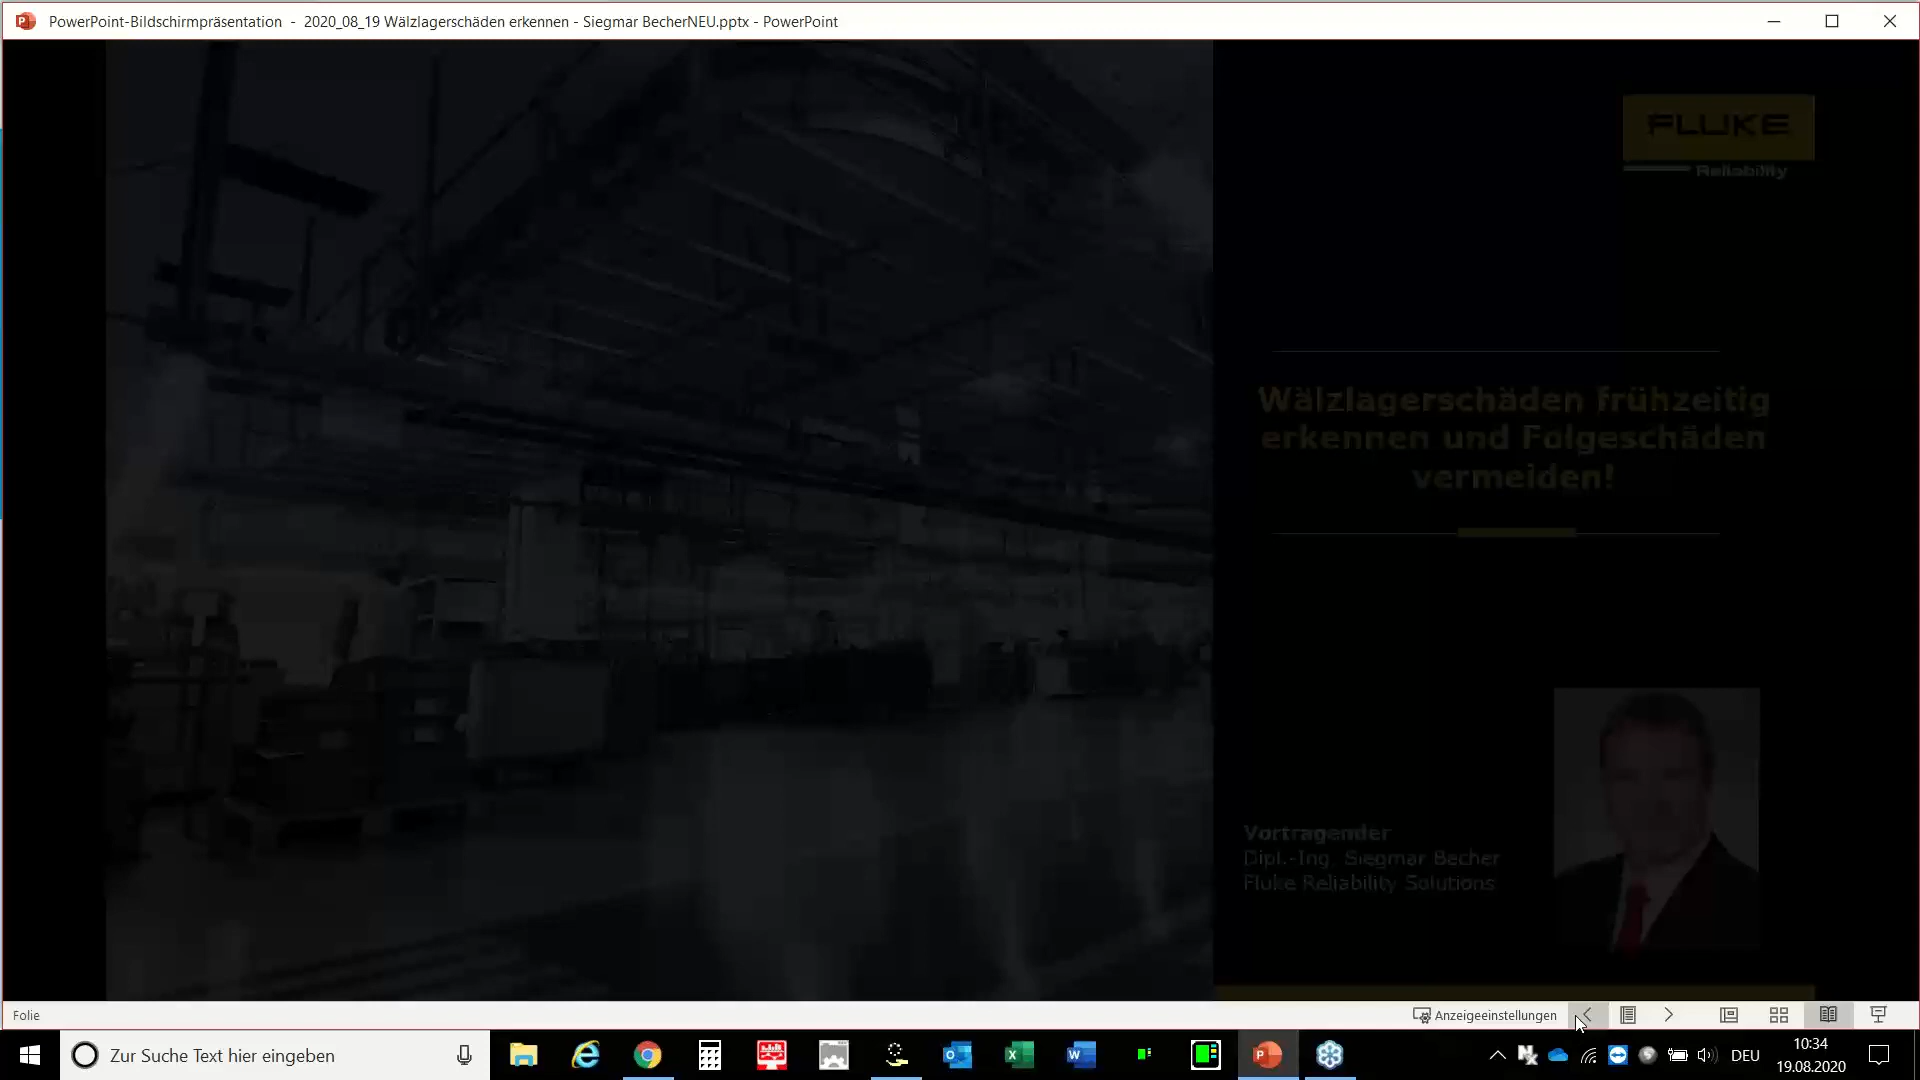 PowerPoint-Bildschirmpräsentation - 2020_08_19 Wälzlagerschäden erkennen - Siegmar BecherNEU.pptx - PowerPoint
FLUKE
Reliability
Wälzlagerschäden frühzeitig
erkennen und Folgeschäden
vermeiden!
Vortragender
Dipl.-Ing. Siegmar Becher
Fluke Reliability Solutions
Folie
Anzeigeeinstellungen
Zur Suche Text hier eingeben
DEU
10:34
19.08.2020